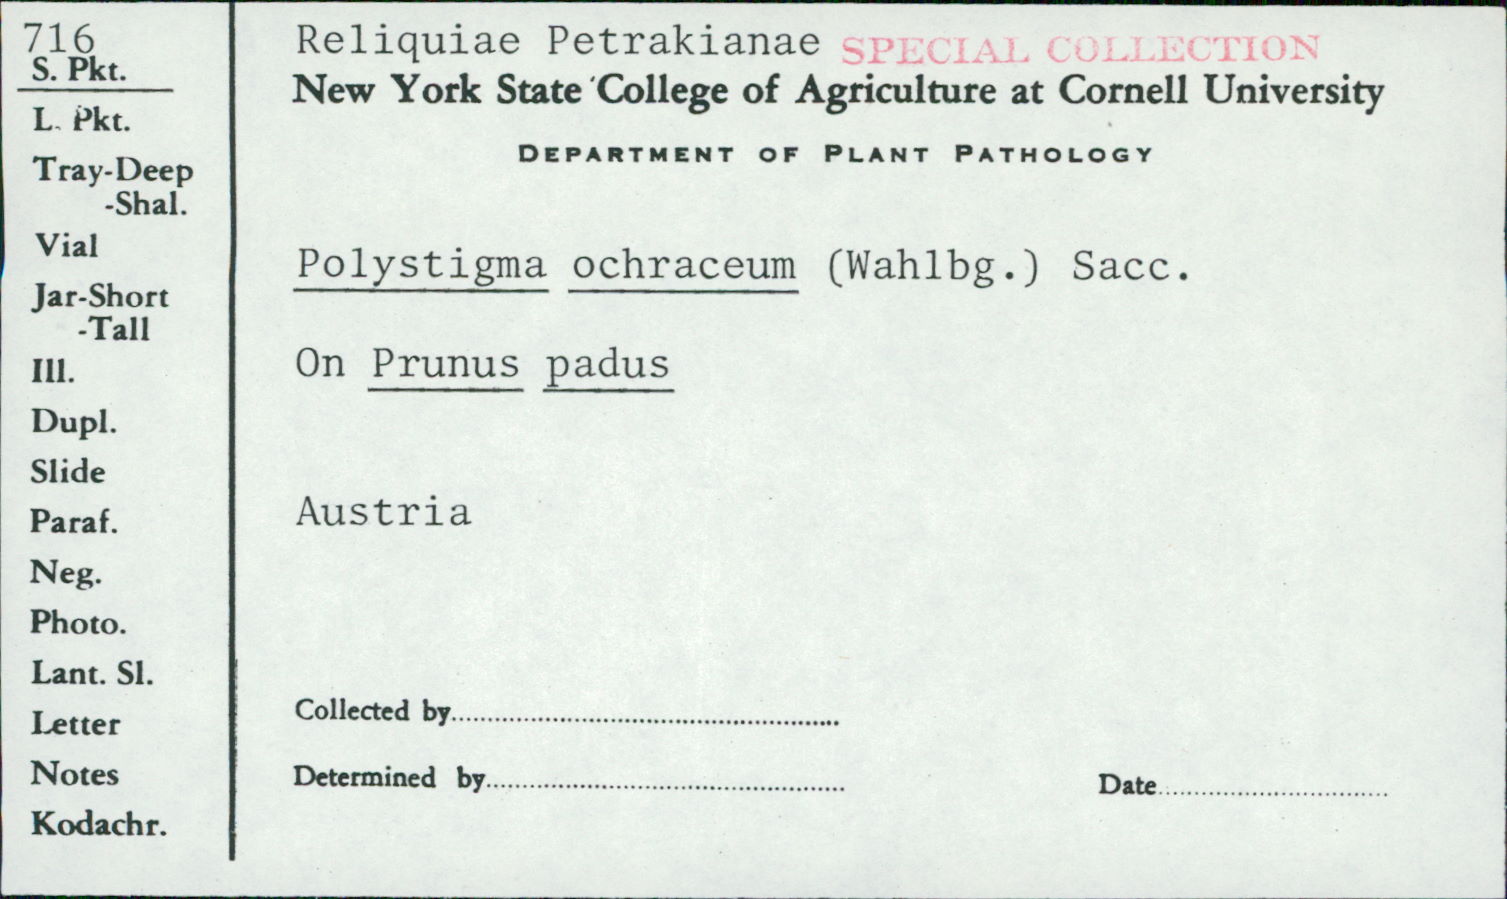 716
S. Pkt.
L. Pkt.
Tray-Deep
-Shal.
Vial
Jar-Short
-Tall
Ill.
Dupl.
Slide
Paraf.
Neg.
Photo.
Lant. Sl.
Letter
Notes
Kodachr.
Reliquiae Petrakianae SPECIAL COLLECTION
New York State College of Agriculture at Cornell University
DEPARTMENT OF PLANT PATHOLOGY
Polystigma ochraceum (Wahlbg.) Sacc.
On Prunus padus
Austria
Collected by
Determined by
Date